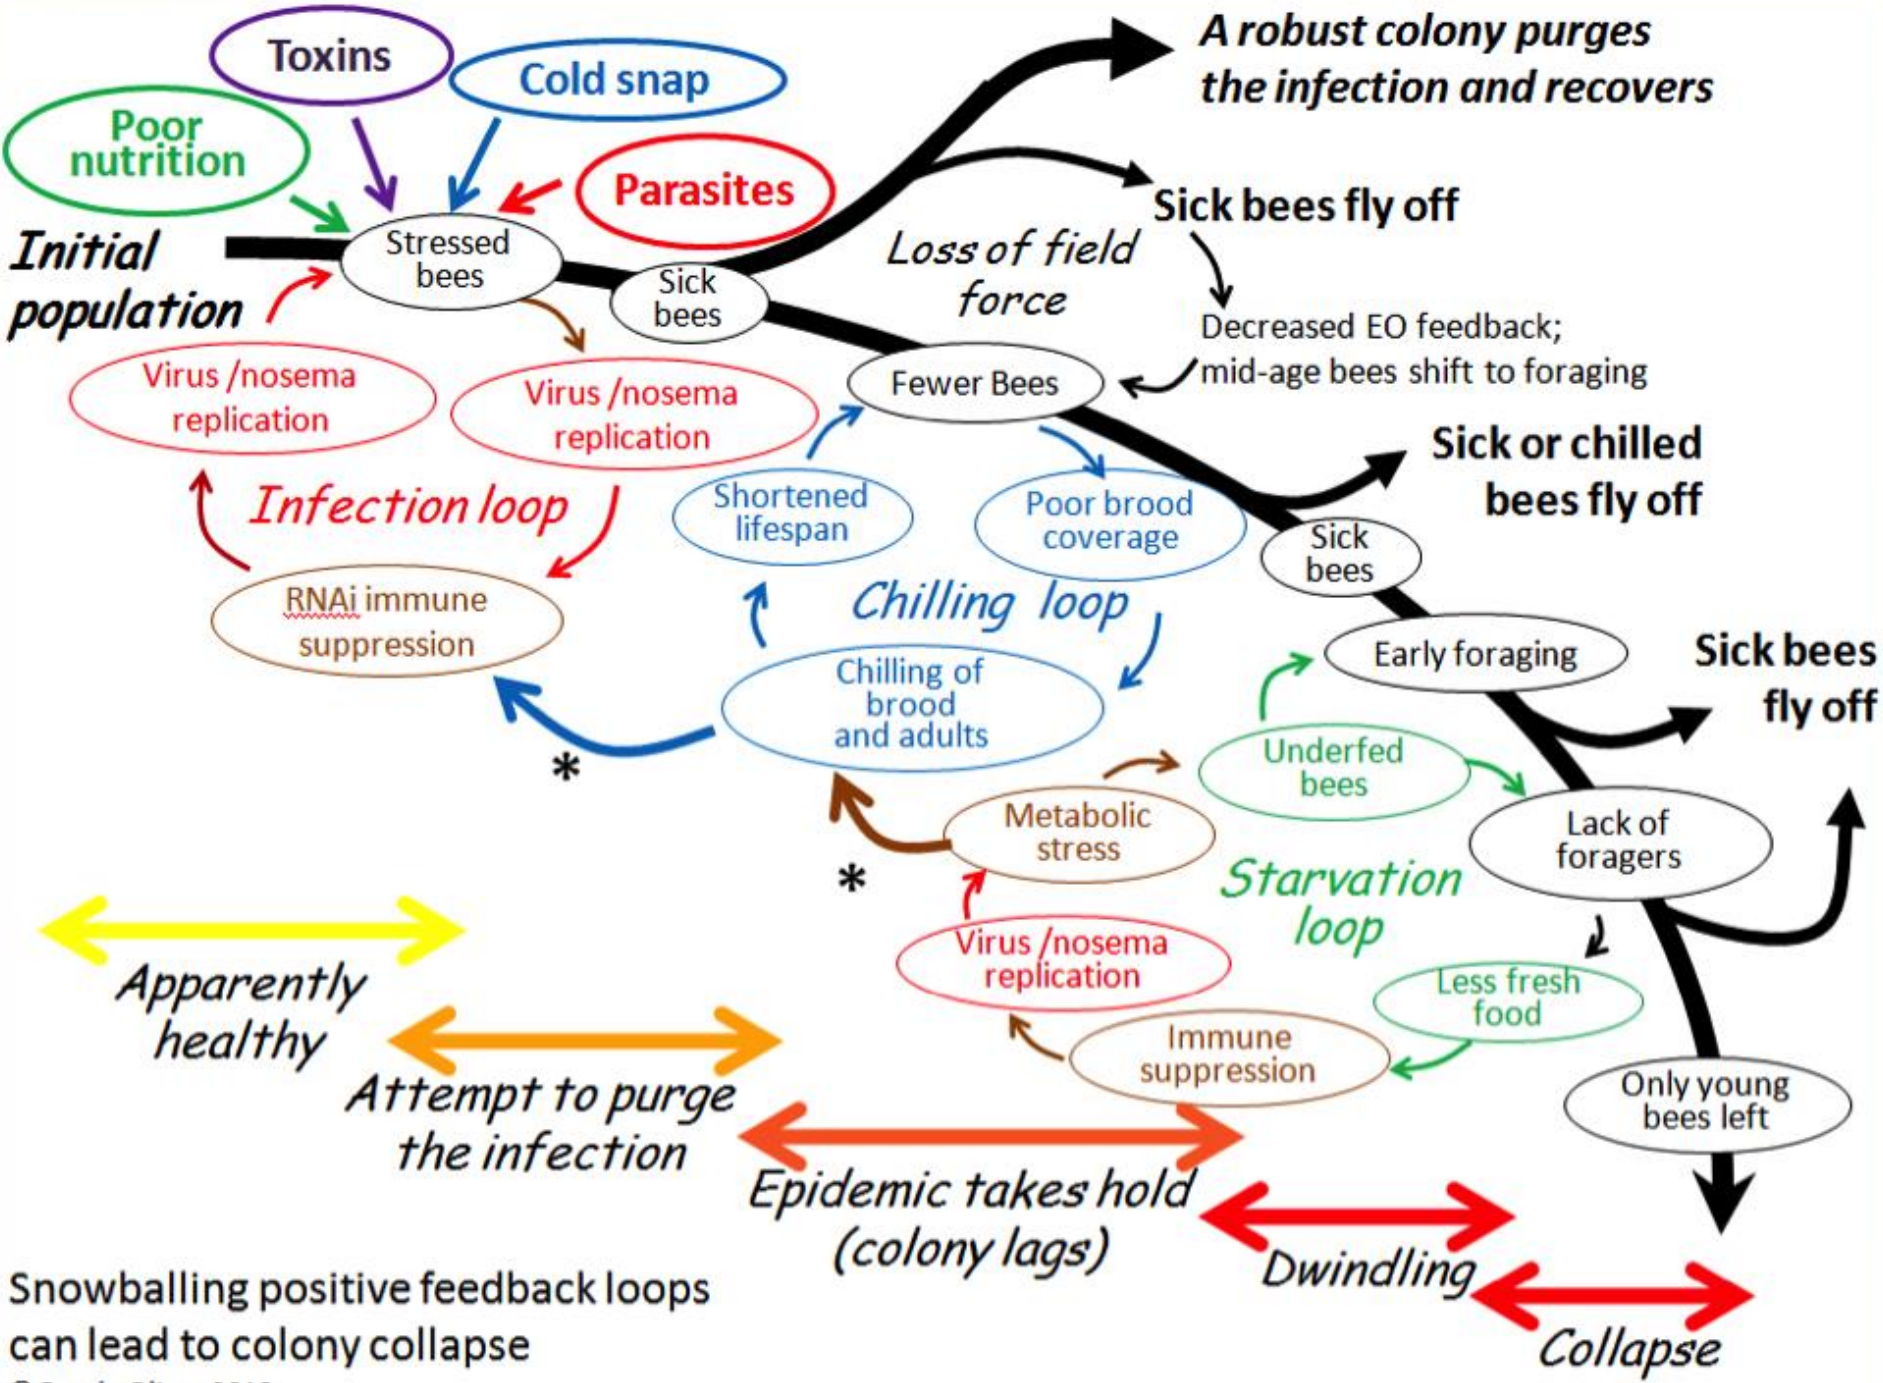 Toxins
Cold snap
Poor
nutrition
Parasites
A robust colony purges
the infection and recovers
Sick bees fly off
Initial
population
Stressed
bees
Sick
bees
Loss of field
force
Decreased EO feedback;
mid-age bees shift to foraging
Fewer Bees
Virus /nosema
replication
Virus /nosema
replication
Infection loop
RNAi immune
suppression
Shortened
lifespan
Poor brood
coverage
Chilling loop
Chilling of
brood
and adults
*
Sick or chilled
bees fly off
Sick
bees
Early foraging
Sick bees
fly off
Underfed
bees
Metabolic
stress
*
Lack of
foragers
Starvation
loop
Virus /nosema
replication
Less fresh
food
Immune
suppression
Only young
bees left
Apparently
healthy
Attempt to purge
the infection
Epidemic takes hold
(colony lags)
Dwindling
Collapse
Snowballing positive feedback loops
can lead to colony collapse